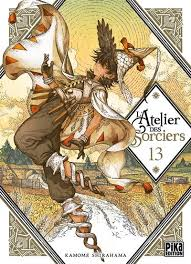 L'Atelier
DES Sorciers
13
KAMOME SHIRAHAMA
Pika
ÉDITION